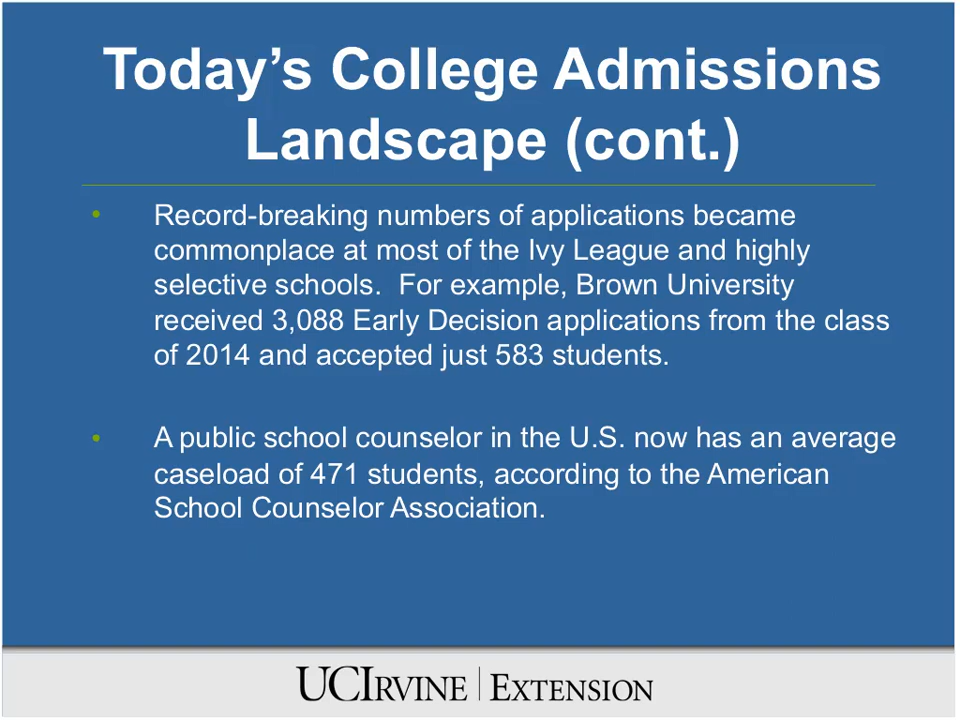 Today’s College Admissions
Landscape (cont.)
• Record-breaking numbers of applications became
commonplace at most of the Ivy League and highly
selective schools.  For example, Brown University
received 3,088 Early Decision applications from the class
of 2014 and accepted just 583 students.
• A public school counselor in the U.S. now has an average
caseload of 471 students, according to the American
School Counselor Association.
UCIRVINE | EXTENSION